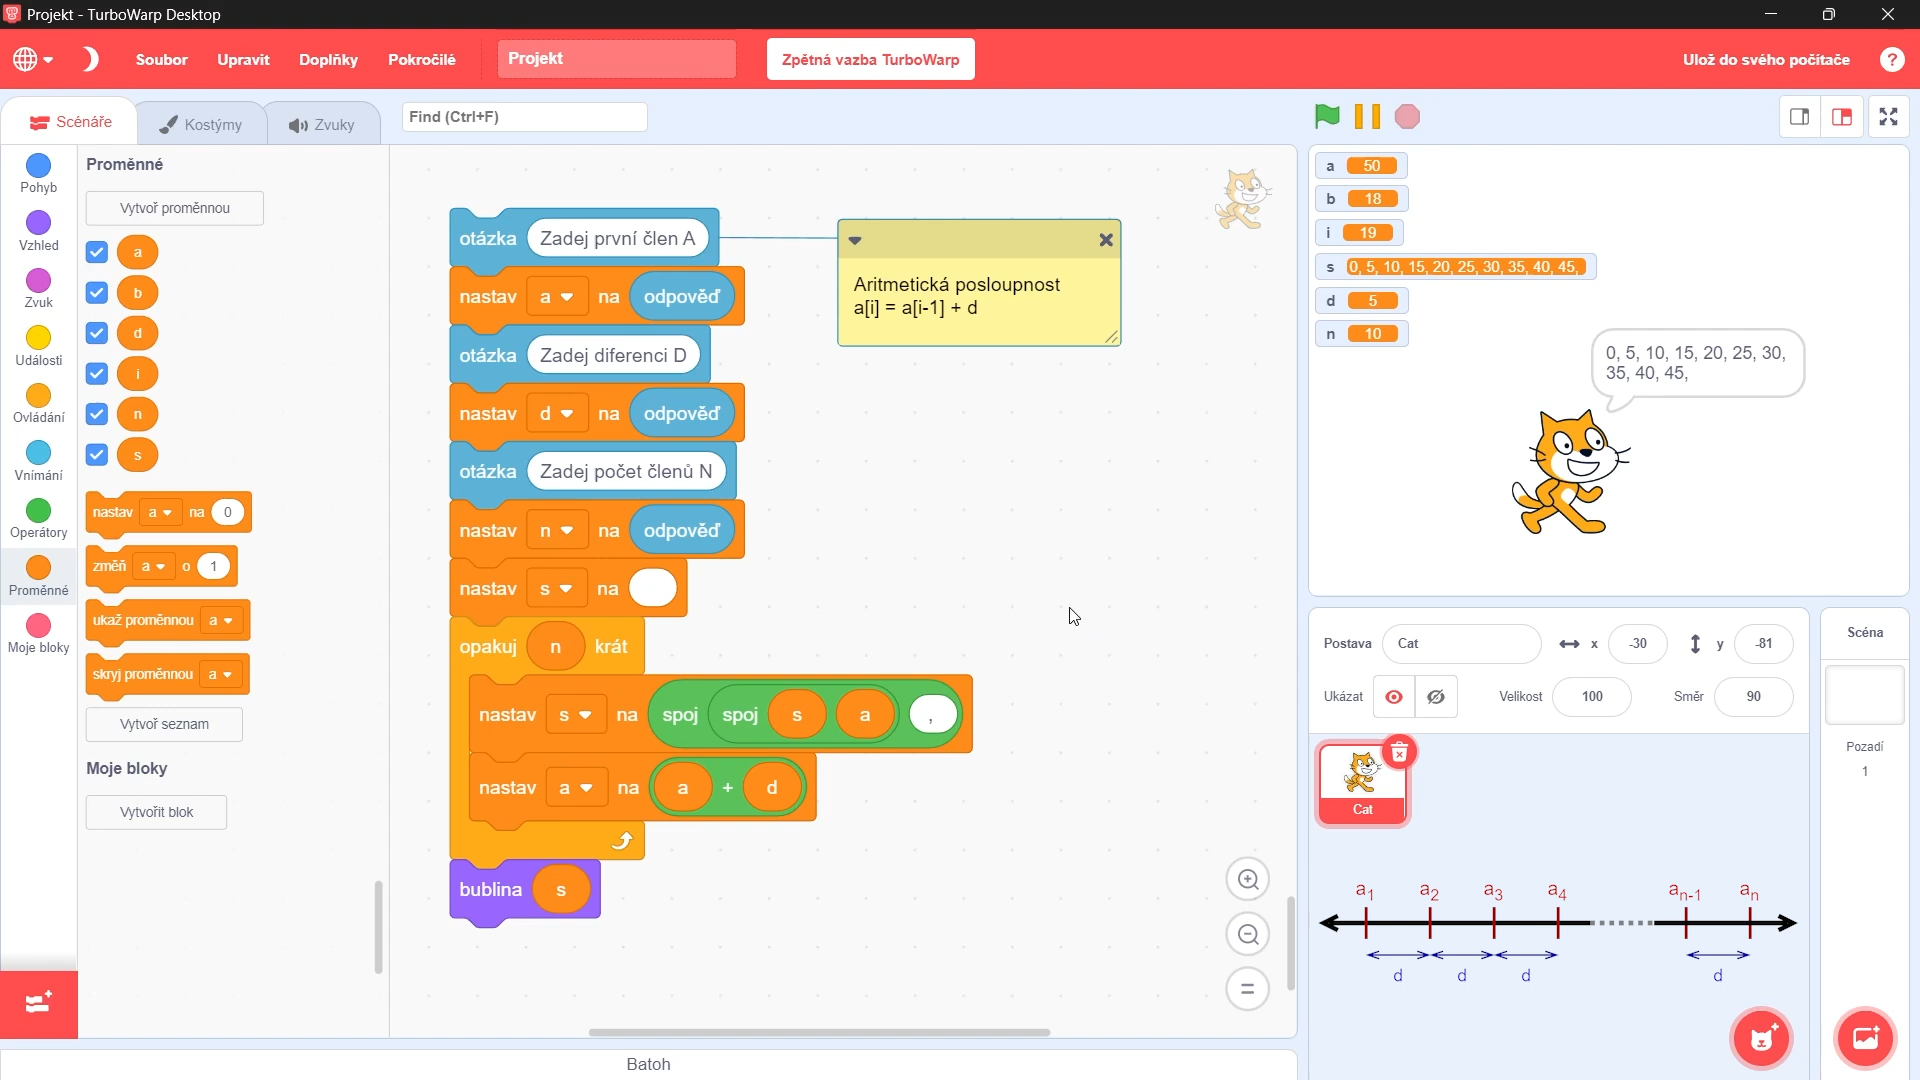 Projekt - TurboWarp Desktop
Soubor
Upravit
Doplňky
Pokročilé
Projekt
Zpětná vazba TurboWarp
Ulož do svého počítače
?
Scénáře
Kostýmy
Zvuky
Find (Ctrl+F)
Pohyb
Vzhled
Zvuk
Události
Ovládání
Vnímání
Operátory
Proměnné
Moje bloky
Proměnné
Vytvoř proměnnou
a
b
d
i
n
s
nastav a na 0
změň a o 1
ukaž proměnnou a
skryj proměnnou a
Vytvoř seznam
Moje bloky
Vytvořit blok
otázka Zadej první člen A
nastav a na odpověď
otázka Zadej diferenci D
nastav d na odpověď
otázka Zadej počet členů N
nastav n na odpověď
nastav s na
opakuj n krát
nastav s na spoj spoj s a ,
nastav a na a + d
bublina s
Aritmetická posloupnost
a[i] = a[i-1] + d
Batoh
a 50
b 18
i 19
s 0, 5, 10, 15, 20, 25, 30, 35, 40, 45,
d 5
n 10
0, 5, 10, 15, 20, 25, 30,
35, 40, 45,
Postava Cat x -30 y -81
Ukázat Velikost 100 Směr 90
Cat
Scéna
Pozadí
1
a1 a2 a3 a4 an-1 an
d d d d